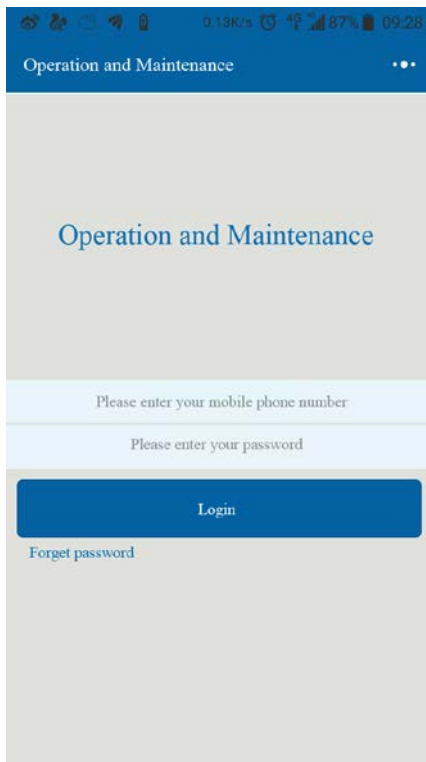 0.13K/s 4G 87% 09:28
Operation and Maintenance
Operation and Maintenance
Please enter your mobile phone number
Please enter your password
Login
Forget password